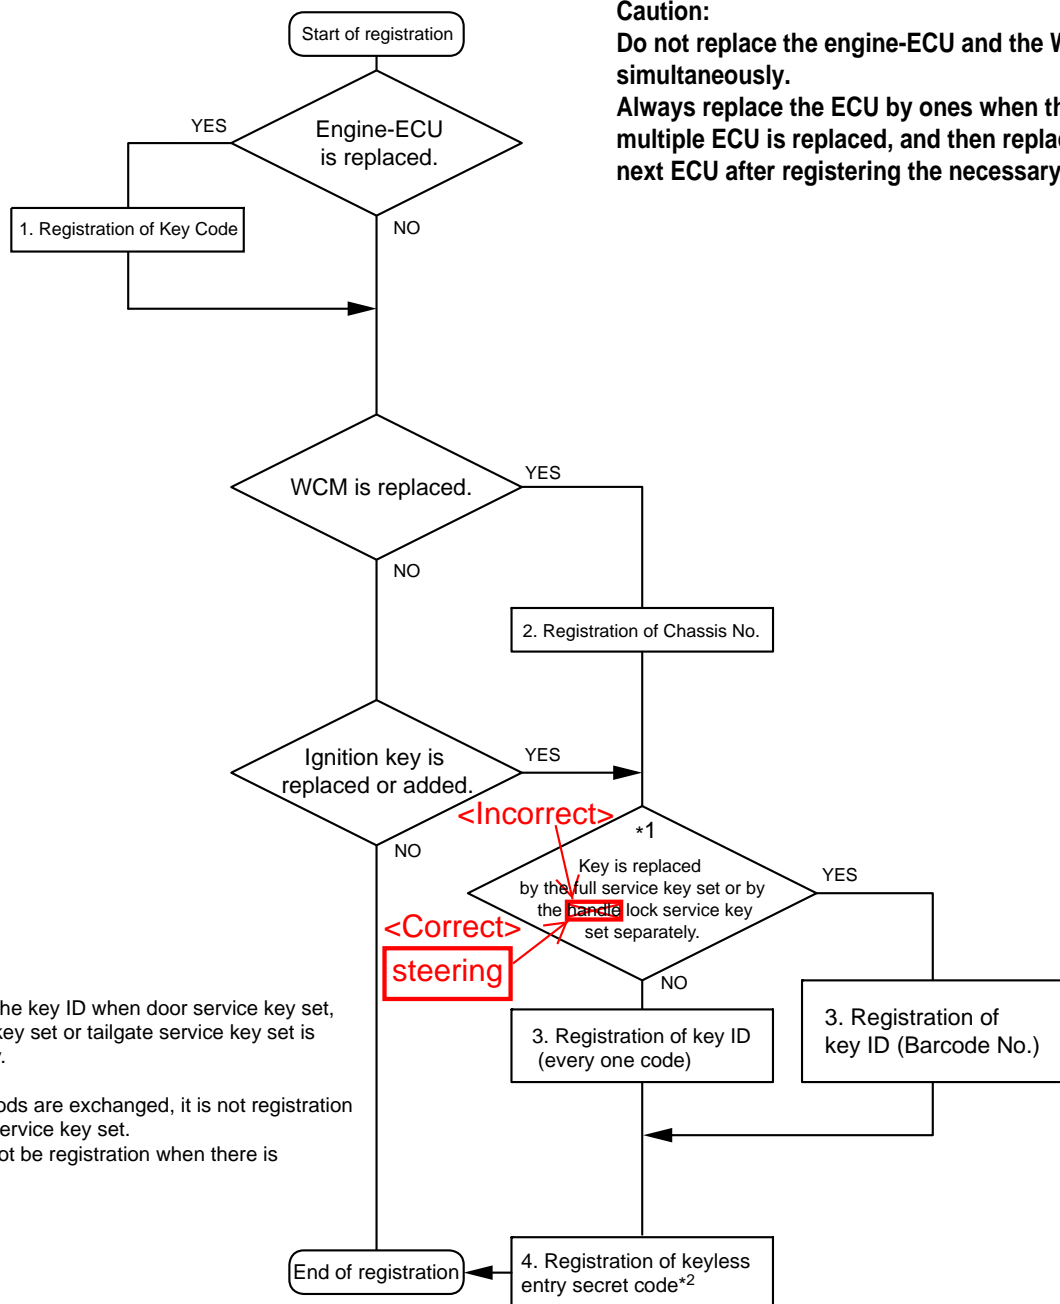 Start of registration
Caution:
Do not replace the engine-ECU and the W
simultaneously.
Always replace the ECU by ones when th
multiple ECU is replaced, and then replac
next ECU after registering the necessary
YES
Engine-ECU
is replaced.
1. Registration of Key Code
NO
WCM is replaced.
YES
NO
2. Registration of Chassis No.
Ignition key is
replaced or added.
YES
NO
<Incorrect>
*1
Key is replaced
by the full service key set or by
the handle lock service key
set separately.
YES
<Correct>
steering
NO
he key ID when door service key set,
key set or tailgate service key set is
y.
ods are exchanged, it is not registration
service key set.
ot be registration when there is
3. Registration of key ID
(every one code)
3. Registration of
key ID (Barcode No.)
End of registration
4. Registration of keyless
entry secret code*2